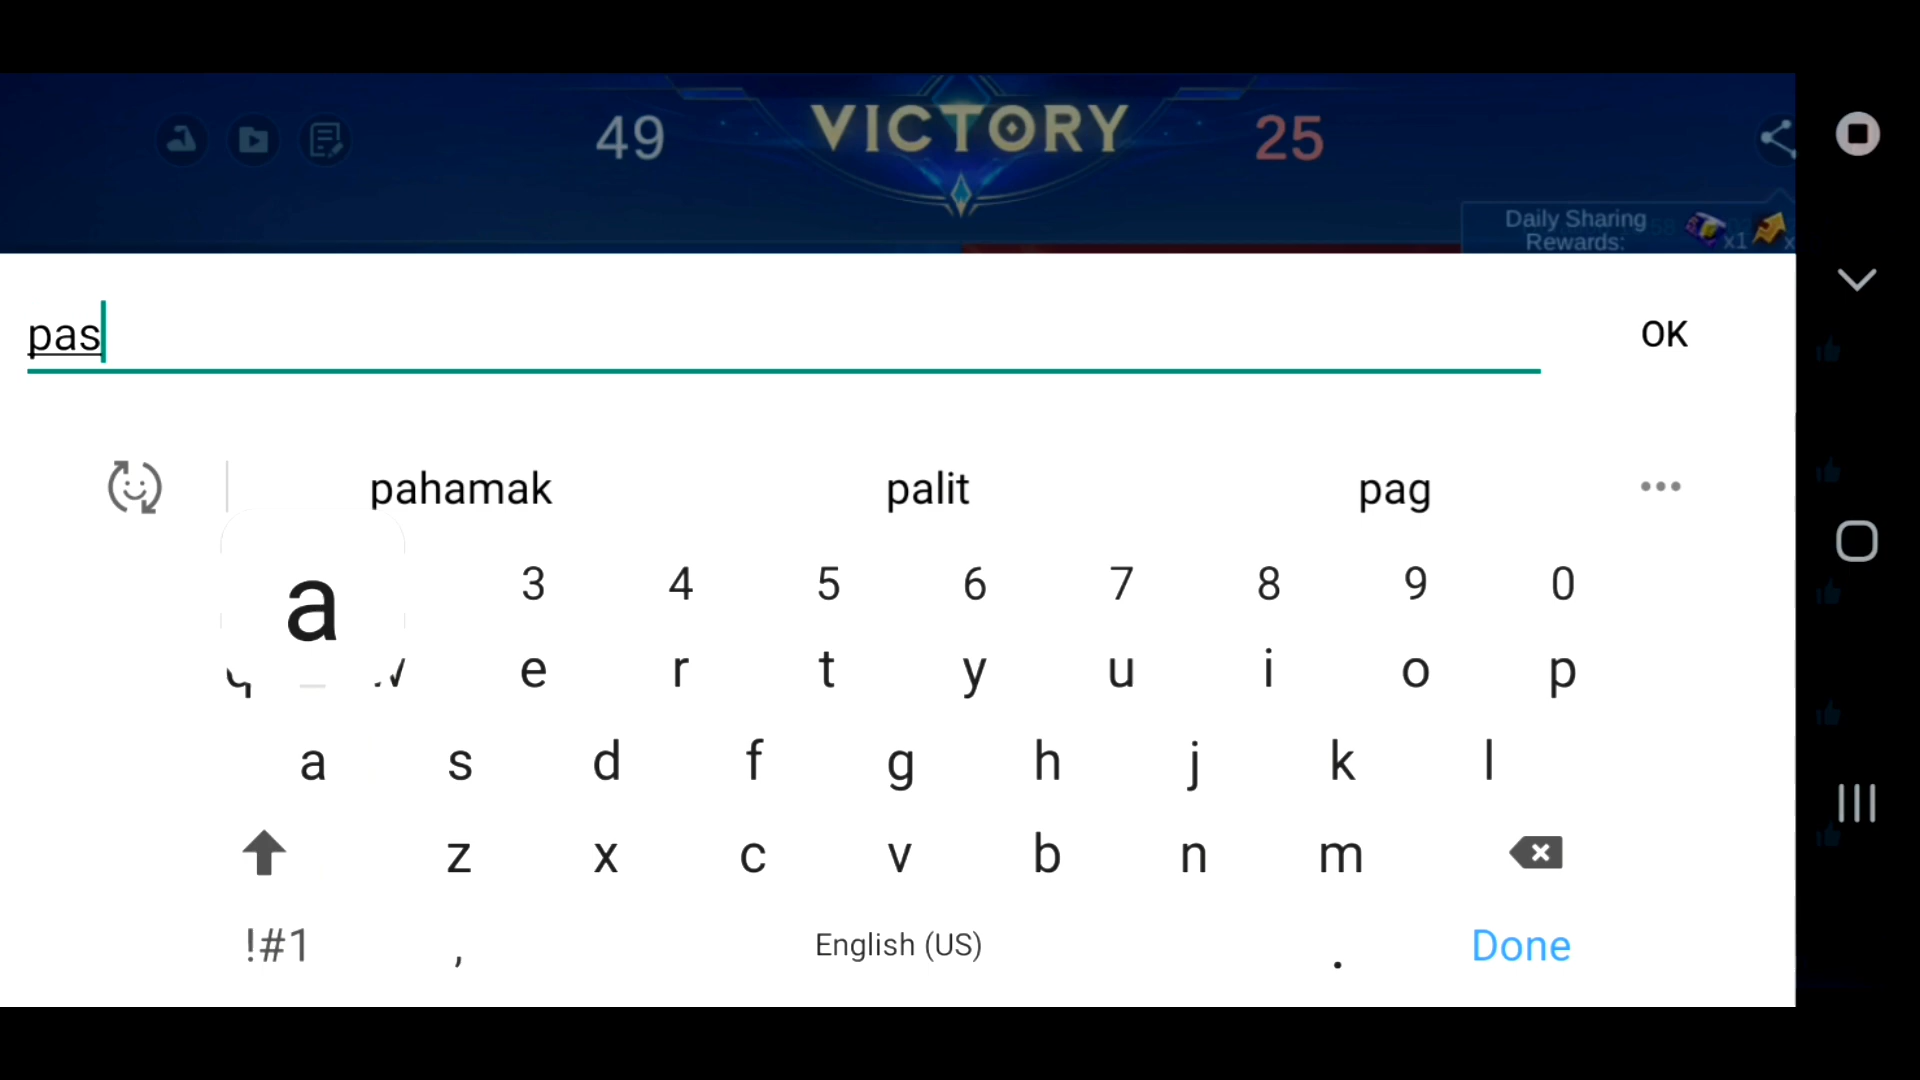 49 VICTORY 25
Daily Sharing
Rewards:
x1 x
pas OK
pahamak palit pag
a 3 4 5 6 7 8 9 0
e r t y u i o p
a s d f g h j k l
z x c v b n m
!#1 , English (US) . Done